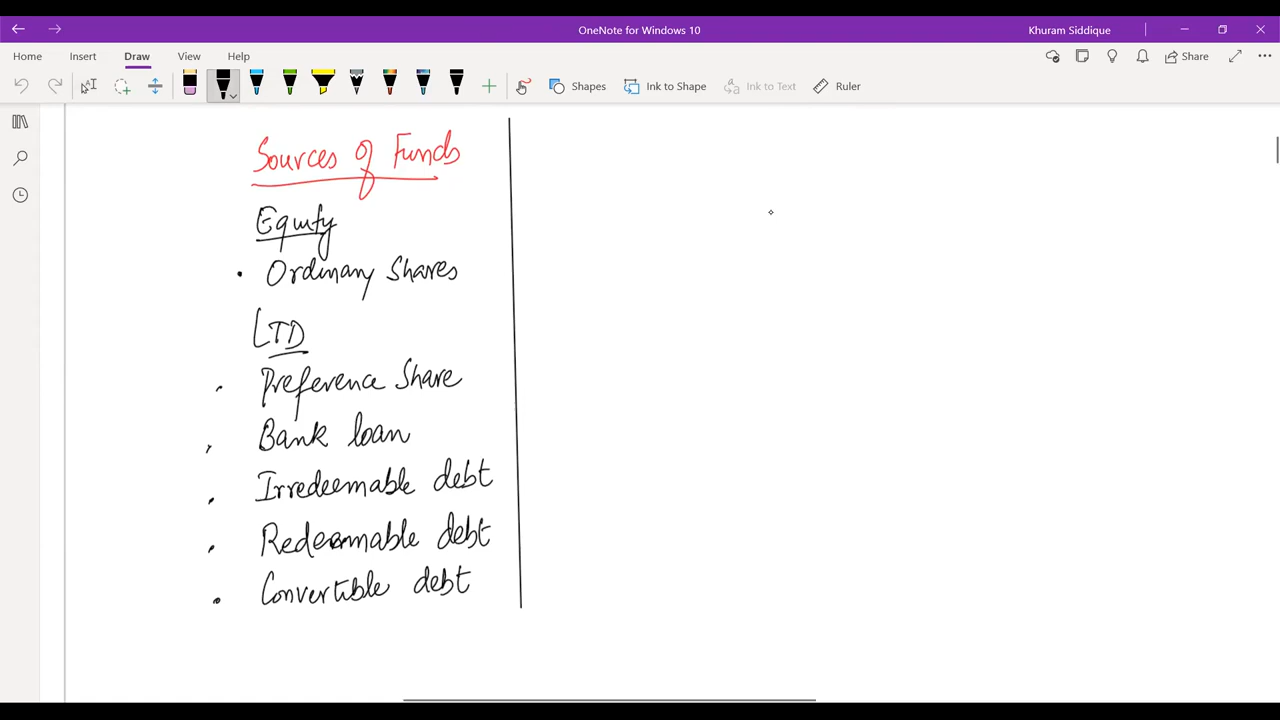 OneNote for Windows 10
Khuram Siddique
Home Insert Draw View Help
Share
Shapes Ink to Shape Ink to Text Ruler
Sources of Funds
Equity
• Ordinary Shares
LTD
• Preference Share
• Bank loan
• Irredeemable debt
• Redeemable debt
• Convertible debt